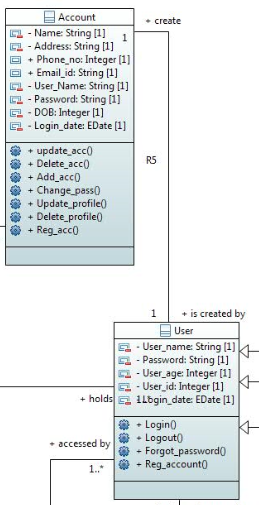 Account
+ create
- Name: String [1]
1
- Address: String [1]
+ Phone_no: Integer [1]
+ Email_id: String [1]
- User_Name: String [1]
- Password: String [1]
- DOB: Integer [1]
- Login_date: EDate [1]
+ update_acc()
R5
+ Delete_acc()
+ Add_acc()
+ Change_pass()
+ Update_profile()
+ Delete_profile()
+ Reg_acc()
1
+ is created by
User
- User_name: String [1]
- Password: String [1]
- User_age: Integer [1]
- User_id: Integer [1]
+ holds
1..*
Login_date: EDate [1]
+ Login()
+ accessed by
+ Logout()
+ Forgot_password()
1..*
+ Reg_account()